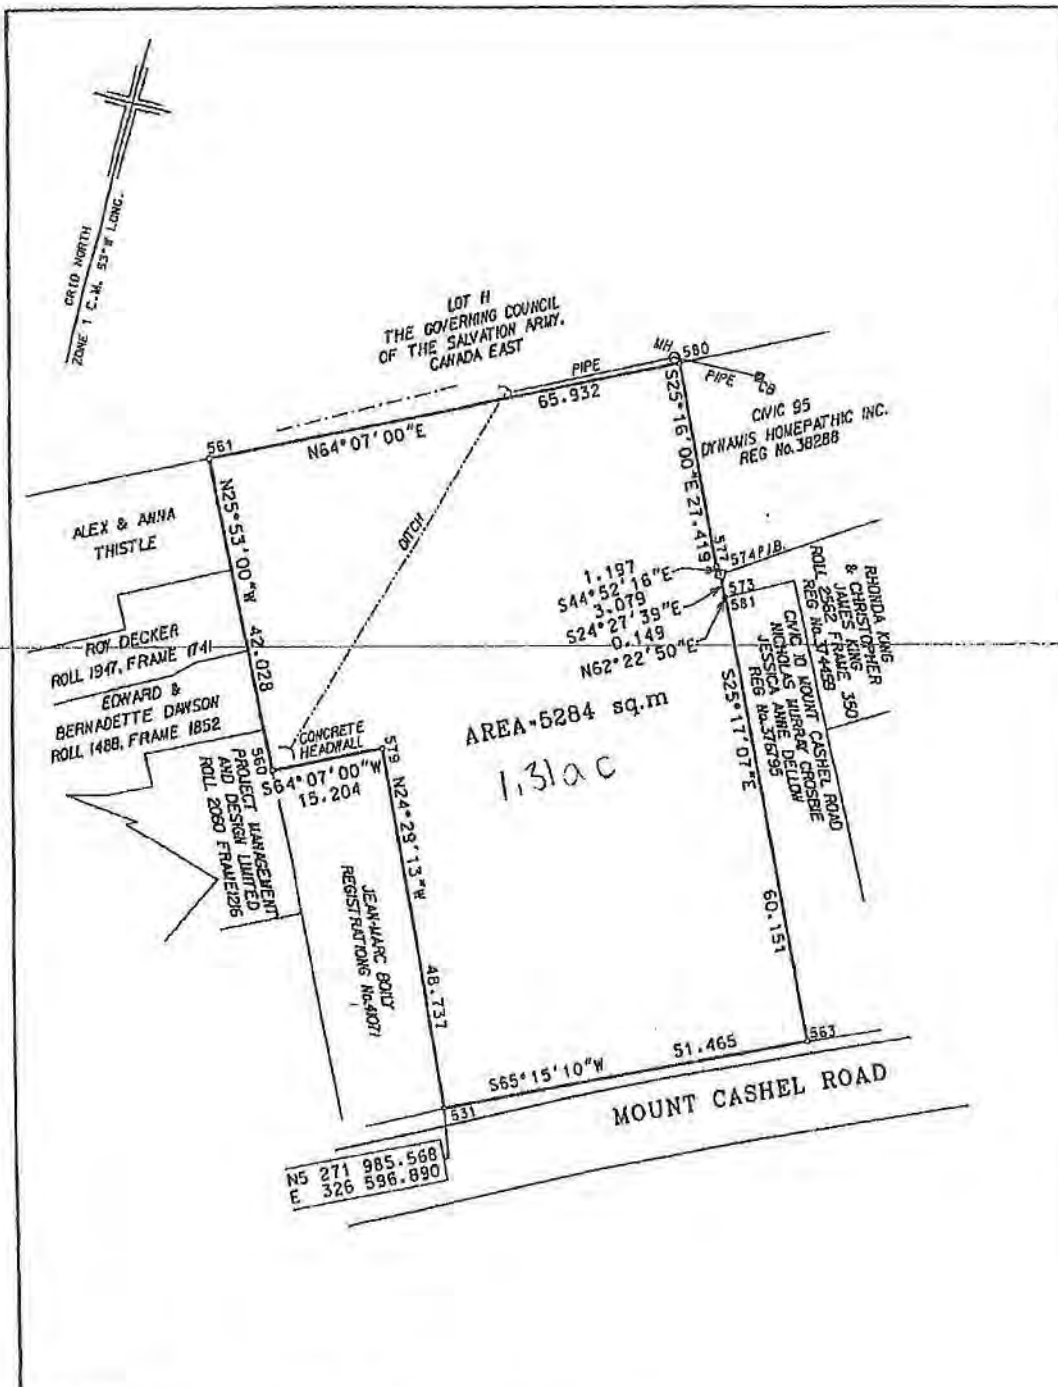 GRID NORTH
ZONE 1 C.M. 53°W LONG.
LOT H
THE GOVERNING COUNCIL
OF THE SALVATION ARMY.
CANADA EAST
MH
580
PIPE
65.932
N64°07'00"E
561
PIPE
CB
CIVIC 95
DYNAMIS HOMEPATHIC INC.
REG No.38288
S25°16'00"E 27.419
ALEX & ANNA
THISTLE
N25°53'00"W 42.028
DITCH
577
574 P.I.B.
1.197
S44°52'16"E
3.079
S24°27'39"E
0.149
N62°22'50"E
573
581
RHONDA KING
& CHRISTOPHER
JAMES KING
ROLL 2562 FRAME 350
REG No.374459
CIVIC 10 MOUNT CASHEL ROAD
NICHOLAS MURRAY CROSBIE
JESSICA ANNE DELLOW
REG No.376795
ROY DECKER
ROLL 1947, FRAME 1741
EDWARD &
BERNADETTE DAWSON
ROLL 1488, FRAME 1852
AREA=5284 sq.m
1.31ac
S25°17'07"E
60.151
CONCRETE
HEADWALL
560
579
S64°07'00"W
15.204
N24°29'13"W
48.737
PROJECT MANAGEMENT
AND DESIGN LIMITED
ROLL 2060 FRAME1216
JEAN-MARC BOILY
REGISTRATIONG No.41071
563
S65°15'10"W 51.465
531
MOUNT CASHEL ROAD
N5 271 985.568
E 326 596.890